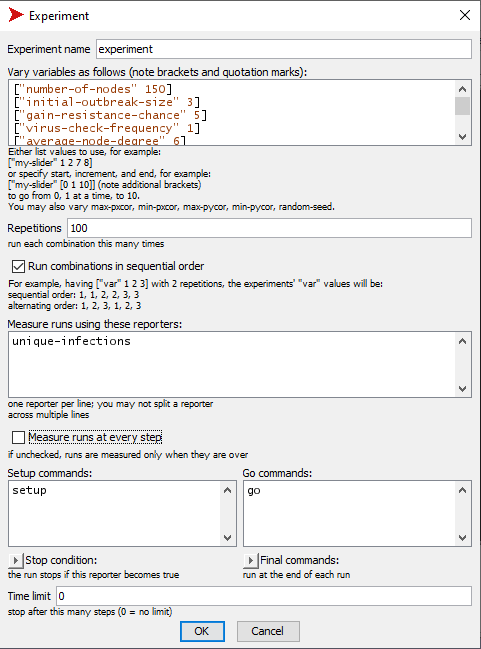 Experiment
Experiment name experiment
Vary variables as follows (note brackets and quotation marks):
["number-of-nodes" 150]
["initial-outbreak-size" 3]
["gain-resistance-chance" 5]
["virus-check-frequency" 1]
["average-node-degree" 6]
Either list values to use, for example:
["my-slider" 1 2 7 8]
or specify start, increment, and end, for example:
["my-slider" [0 1 10]] (note additional brackets)
to go from 0, 1 at a time, to 10.
You may also vary max-pxcor, min-pxcor, max-pycor, min-pycor, random-seed.
Repetitions 100
run each combination this many times
Run combinations in sequential order
For example, having ["var" 1 2 3] with 2 repetitions, the experiments' "var" values will be:
sequential order: 1, 1, 2, 2, 3, 3
alternating order: 1, 2, 3, 1, 2, 3
Measure runs using these reporters:
unique-infections
one reporter per line; you may not split a reporter
across multiple lines
Measure runs at every step
if unchecked, runs are measured only when they are over
Setup commands:
setup
Go commands:
go
Stop condition:
the run stops if this reporter becomes true
Final commands:
run at the end of each run
Time limit 0
stop after this many steps (0 = no limit)
OK
Cancel